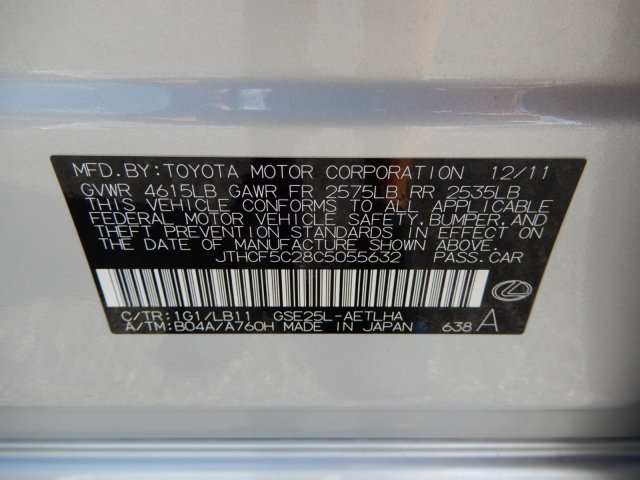 MFD.BY:TOYOTA MOTOR CORPORATION 12/11
GVWR 4615LB GAWR FR 2575LB RR 2535LB
THIS VEHICLE CONFORMS TO ALL APPLICABLE
FEDERAL MOTOR VEHICLE SAFETY, BUMPER, AND
THEFT PREVENTION STANDARDS IN EFFECT ON
THE DATE OF MANUFACTURE SHOWN ABOVE.
JTHCF5C28C5055632 PASS.CAR
C/TR:1G1/LB11 GSE25L-AETLHA
A/TM:B04A/A760H MADE IN JAPAN 638 A